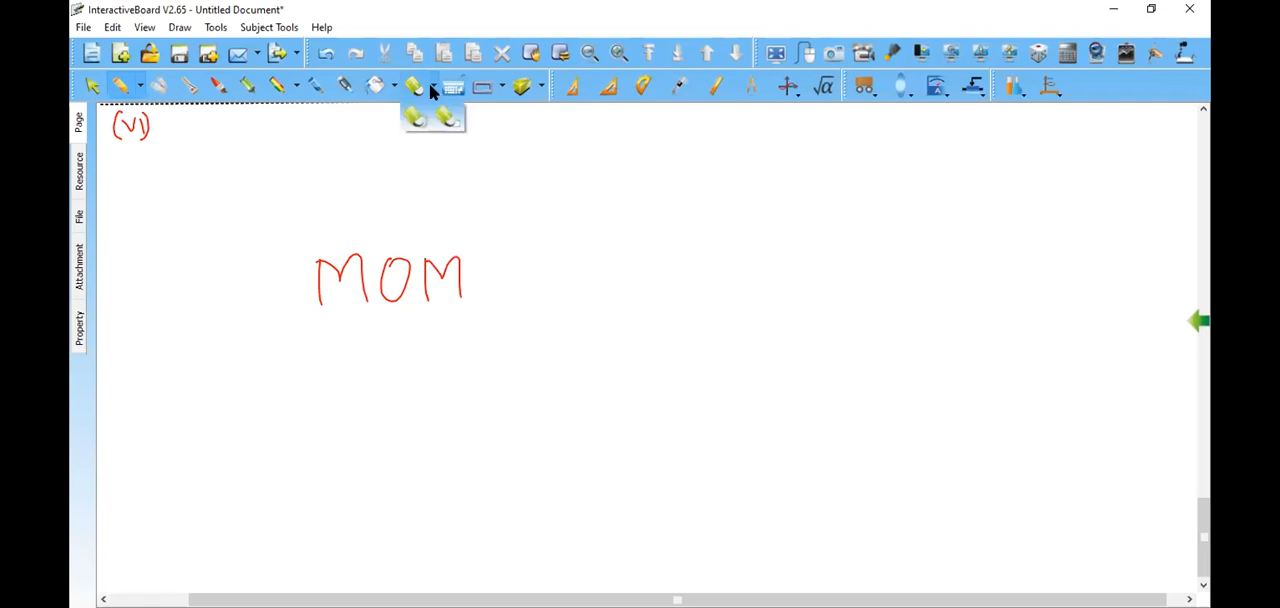 InteractiveBoard V2.65 - Untitled Document*
File Edit View Draw Tools Subject Tools Help
Page
Resource
File
Attachment
Property
(VI)
MOM